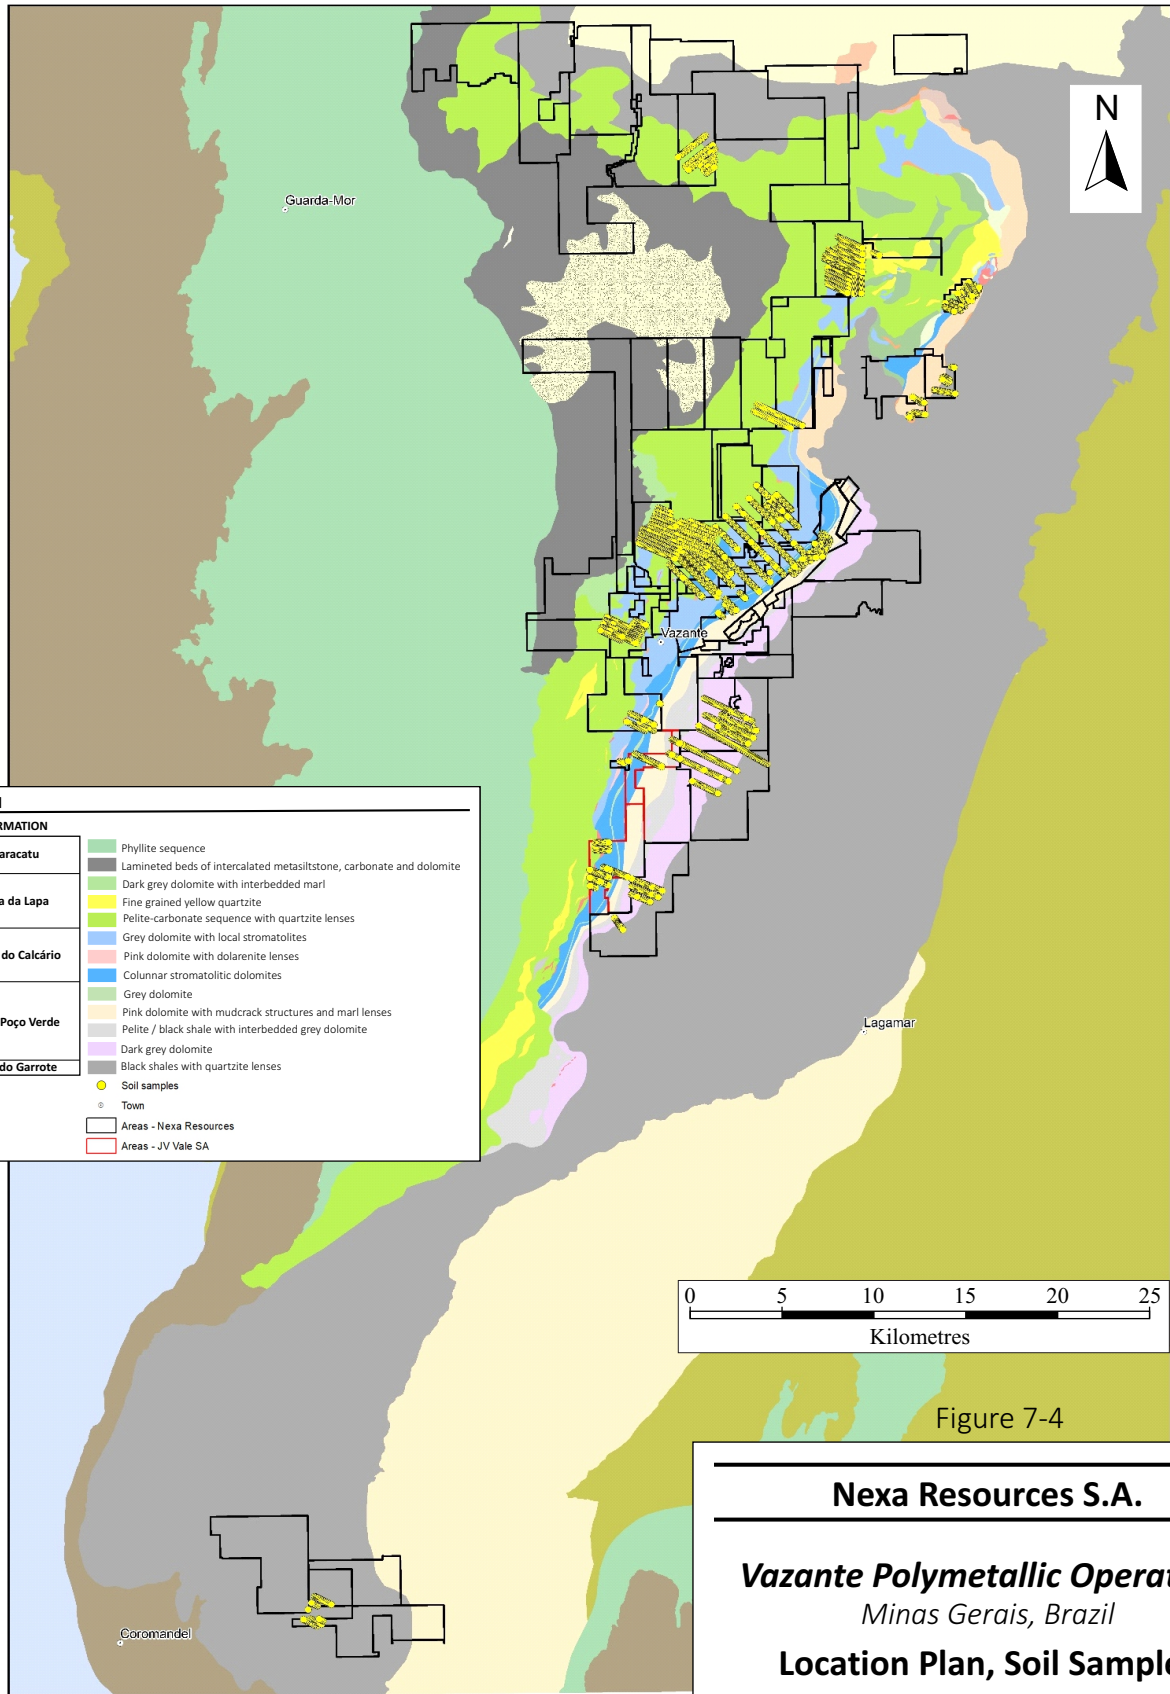 N
Guarda-Mor
Vazante
RMATION
aracatu
a da Lapa
do Calcário
Poço Verde
do Garrote
Phyllite sequence
Lamineted beds of intercalated metasiltstone, carbonate and dolomite
Dark grey dolomite with interbedded marl
Fine grained yellow quartzite
Pelite-carbonate sequence with quartzite lenses
Grey dolomite with local stromatolites
Pink dolomite with dolarenite lenses
Colunnar stromatolitic dolomites
Grey dolomite
Pink dolomite with mudcrack structures and marl lenses
Pelite / black shale with interbedded grey dolomite
Dark grey dolomite
Black shales with quartzite lenses
Soil samples
Town
Areas - Nexa Resources
Areas - JV Vale SA
Lagamar
0 5 10 15 20 25
Kilometres
Figure 7-4
Nexa Resources S.A.
Vazante Polymetallic Operat
Minas Gerais, Brazil
Location Plan, Soil Sample
Coromandel